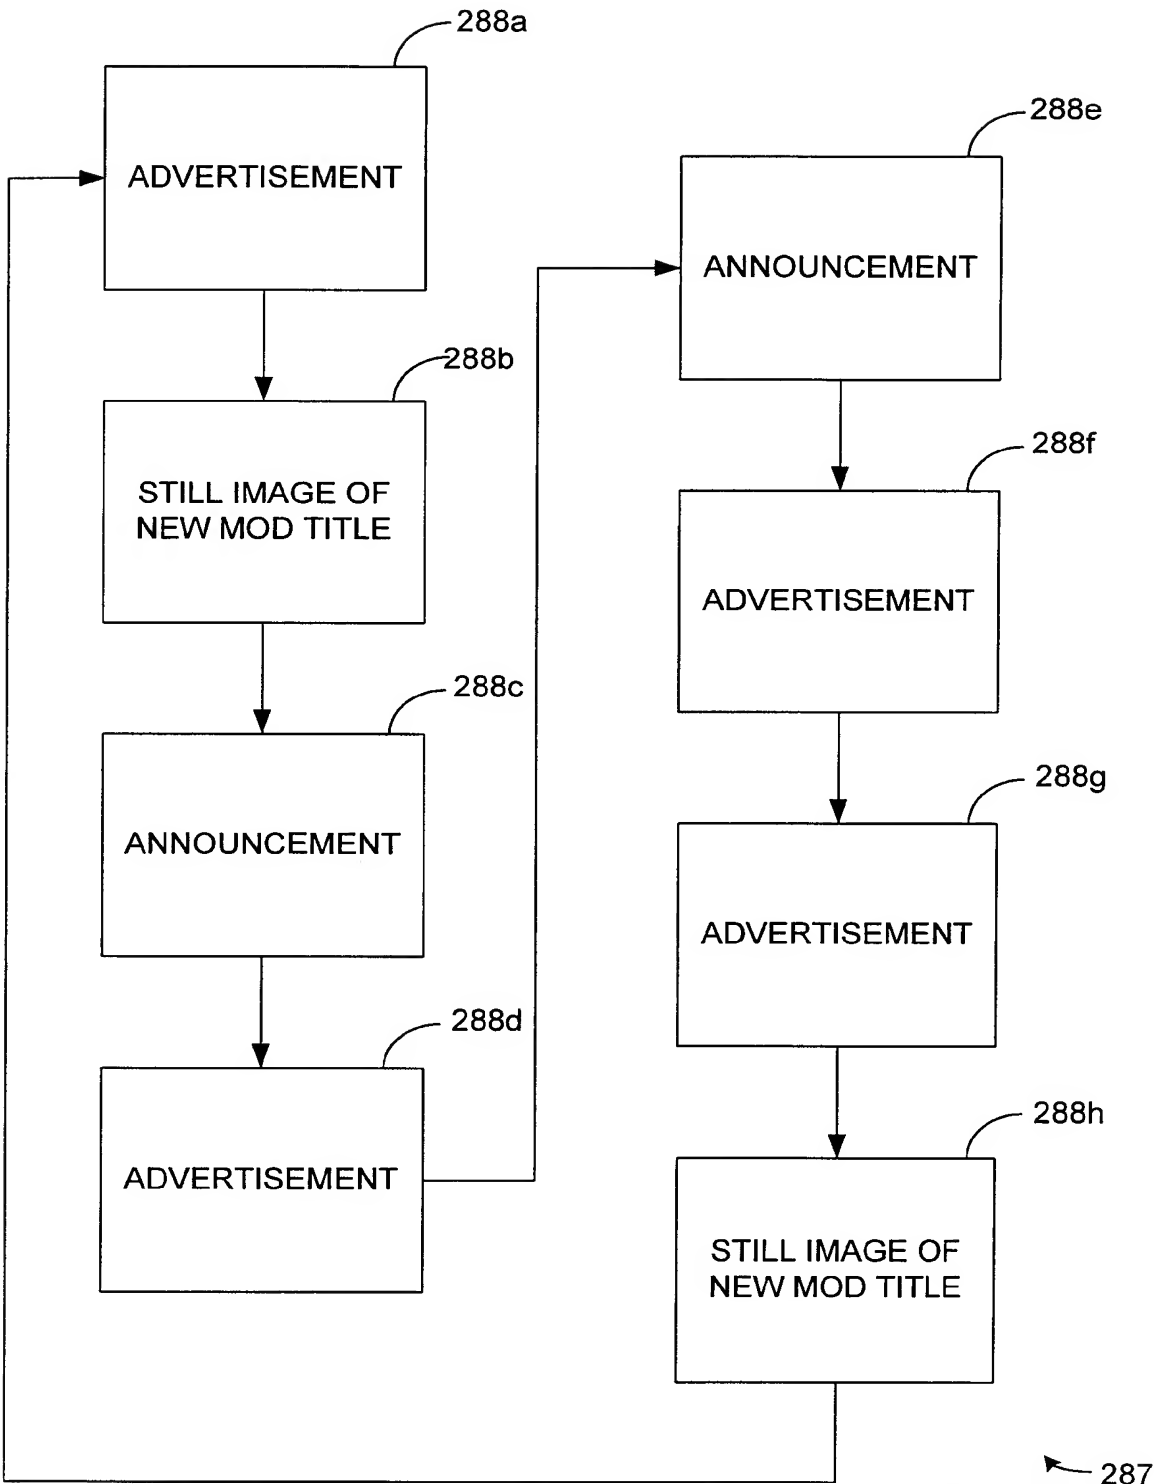 288a
ADVERTISEMENT
288b
STILL IMAGE OF
NEW MOD TITLE
288c
ANNOUNCEMENT
288d
ADVERTISEMENT
288e
ANNOUNCEMENT
288f
ADVERTISEMENT
288g
ADVERTISEMENT
288h
STILL IMAGE OF
NEW MOD TITLE
287